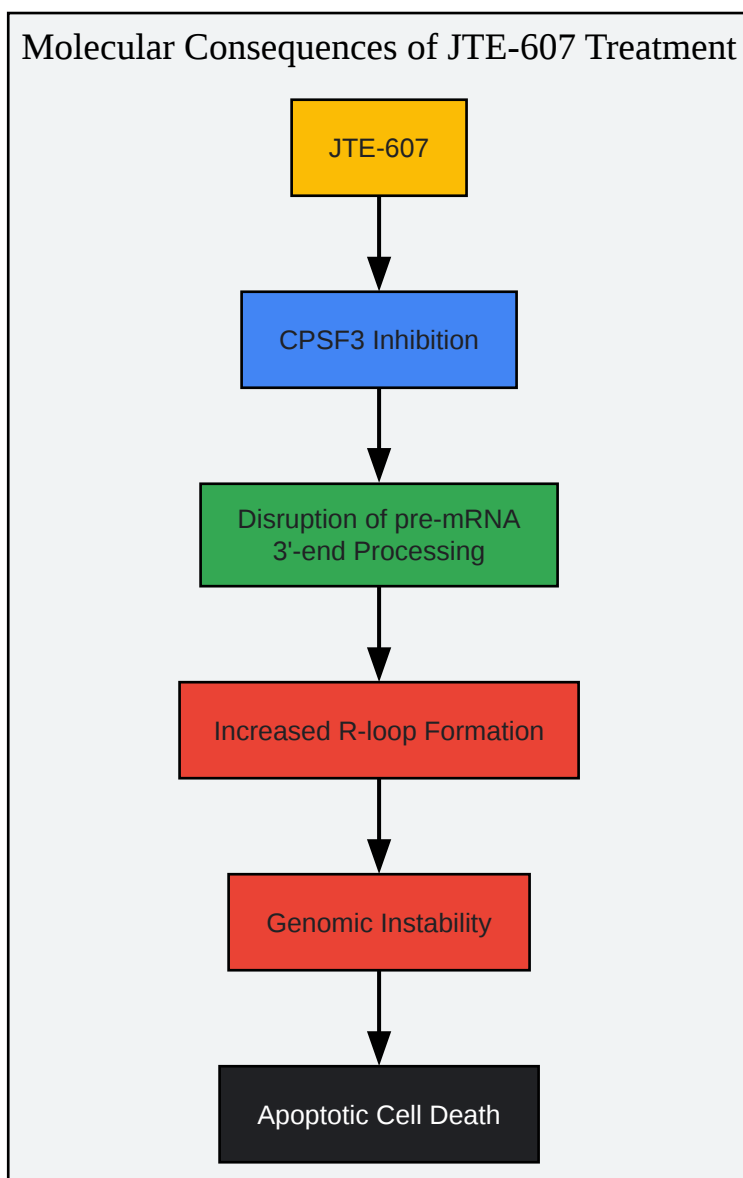 Molecular Consequences of JTE-607 Treatment
JTE-607
CPSF3 Inhibition
Disruption of pre-mRNA
3'-end Processing
Increased R-loop Formation
Genomic Instability
Apoptotic Cell Death